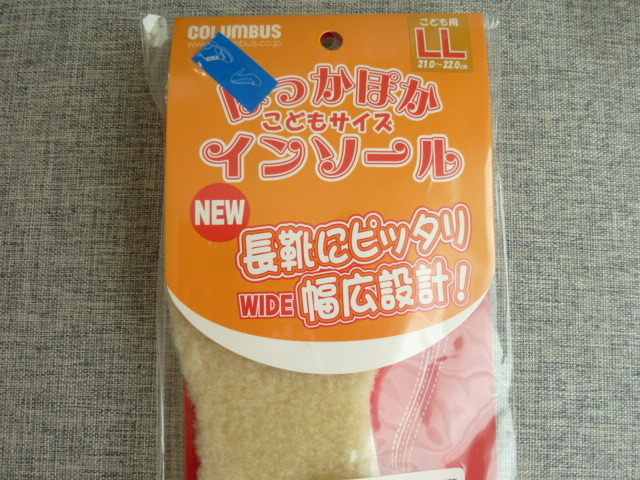 COLUMBUS
こども用
LL
21.0～22.0cm
ぽっかぽか
こどもサイズ
インソール
NEW
長靴にピッタリ
WIDE 幅広設計！